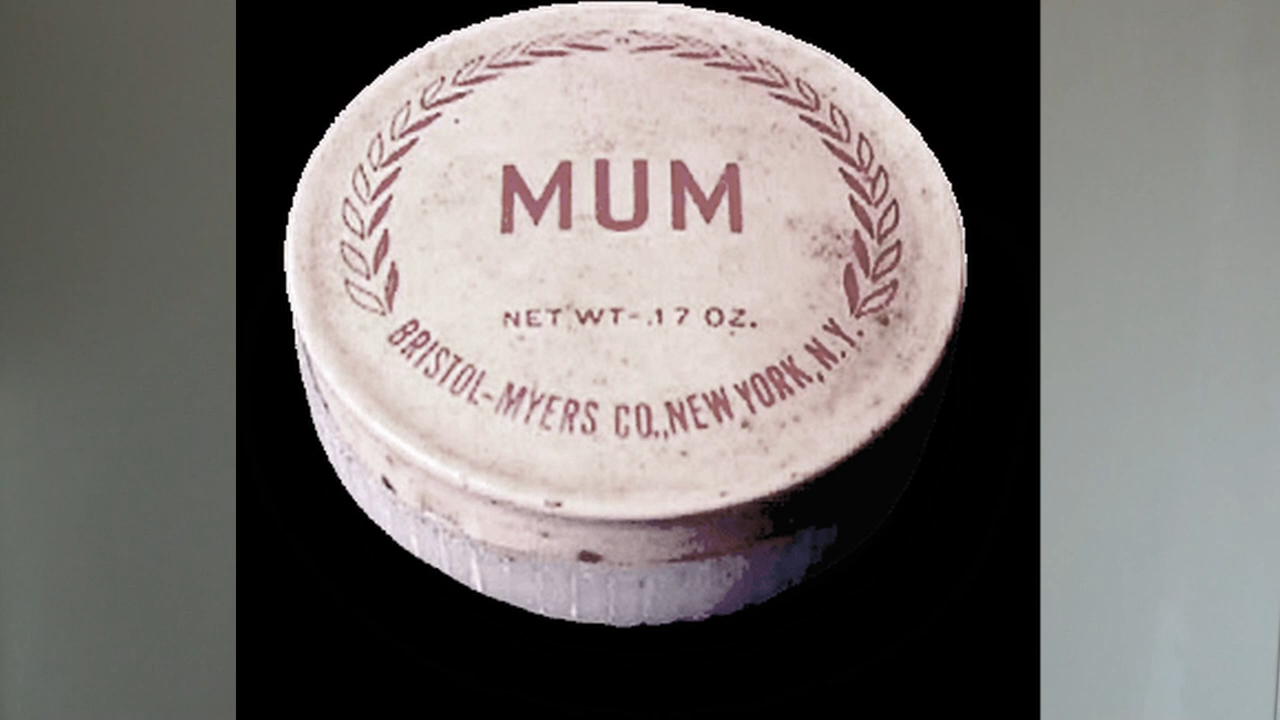 MUM
NET WT-.17 OZ.
BRISTOL-MYERS CO., NEW YORK, N.Y.